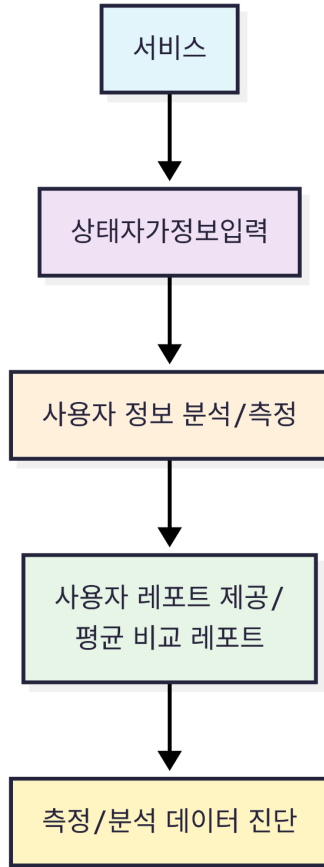 서비스
상태자가정보입력
사용자 정보 분석/측정
사용자 레포트 제공/
평균 비교 레포트
측정/분석 데이터 진단